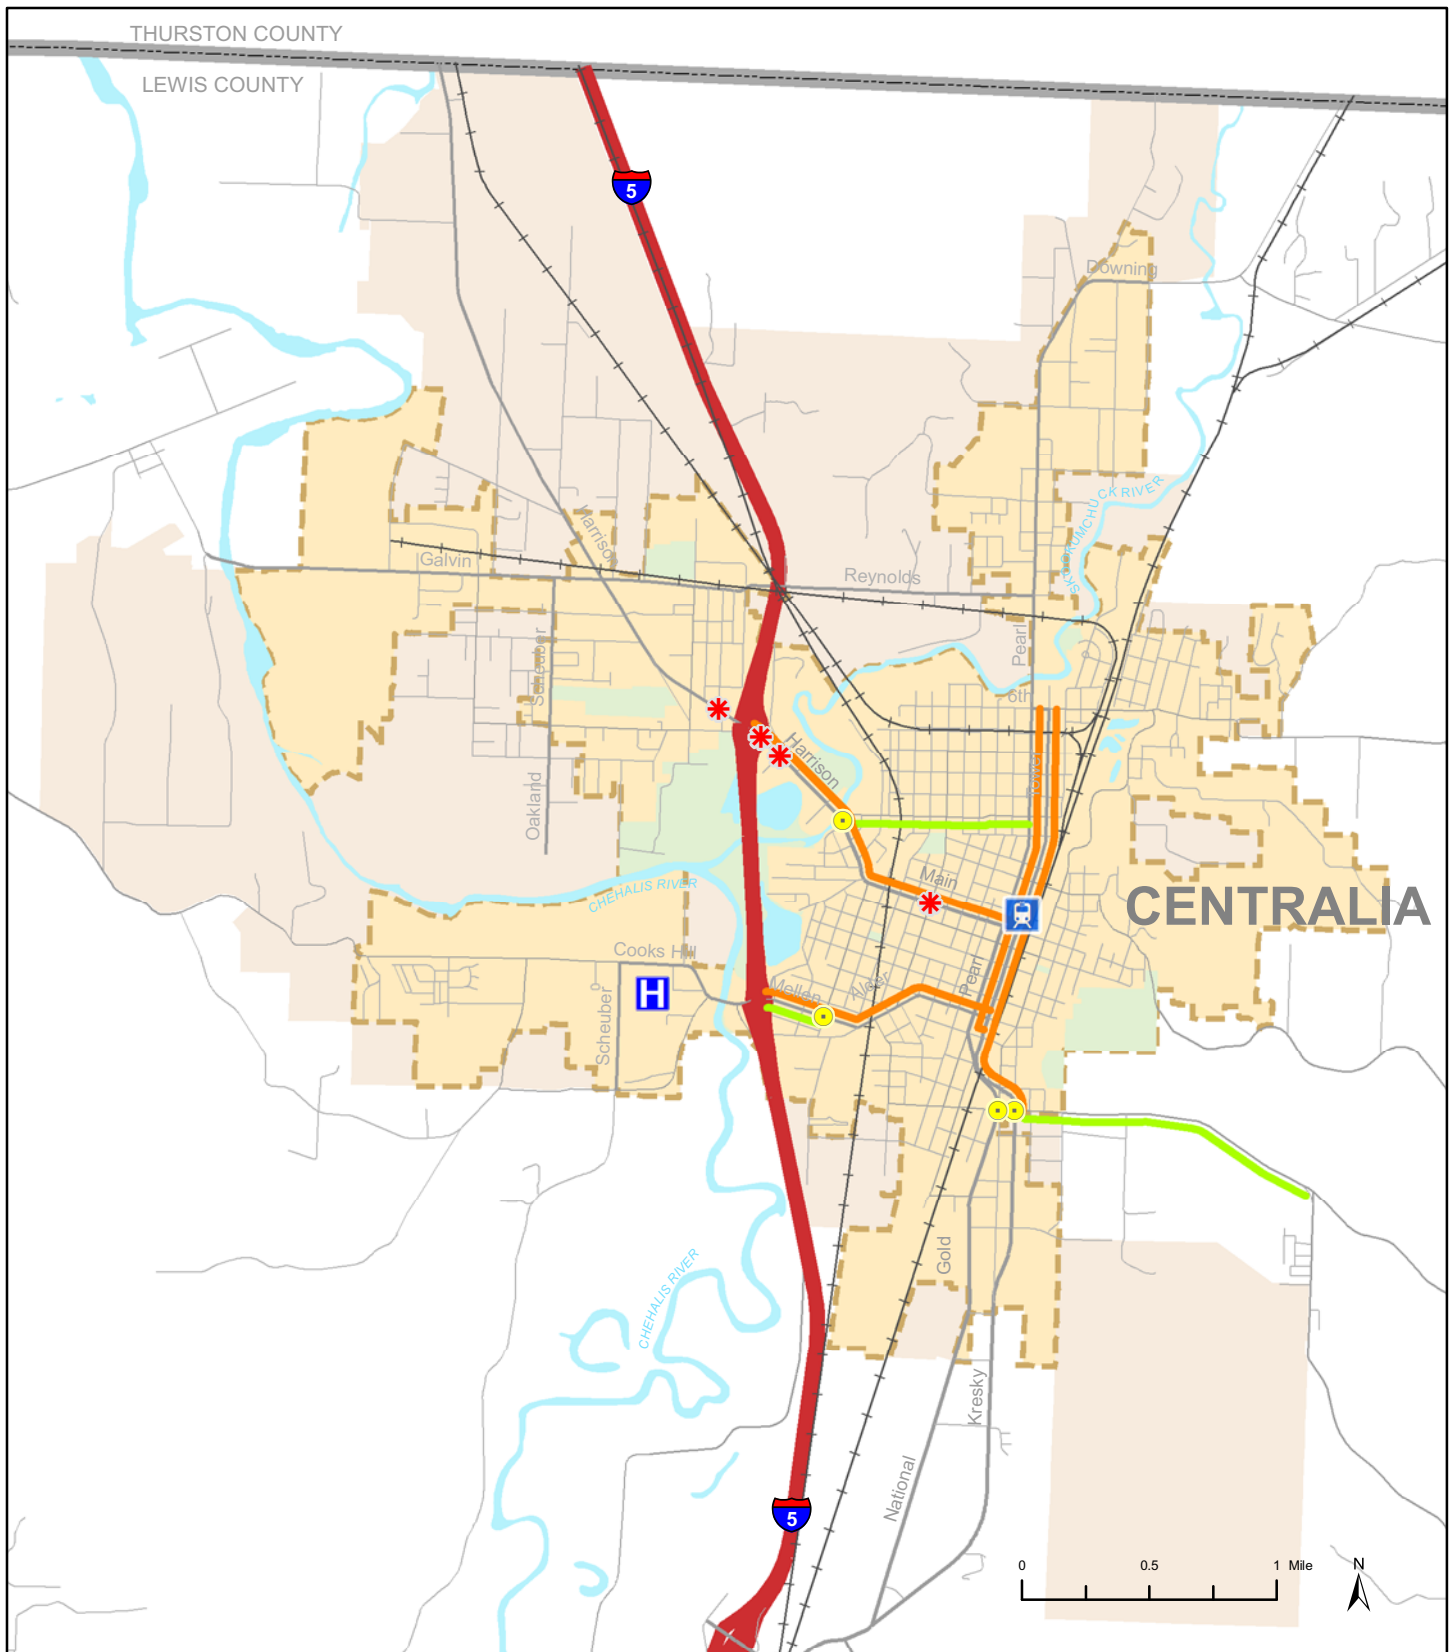 THURSTON COUNTY
LEWIS COUNTY
5
Downing
SKOOKUMCHUCK RIVER
Harrison
Galvin
Reynolds
Scheuber
Pearl
6th
Harrison
Tower
Oakland
Main
CHEHALIS RIVER
CENTRALIA
Cooks Hill
H
Mellen
Alder
Pearl
Scheuber
Gold
CHEHALIS RIVER
Kresky
National
5
0 0.5 1 Mile
N